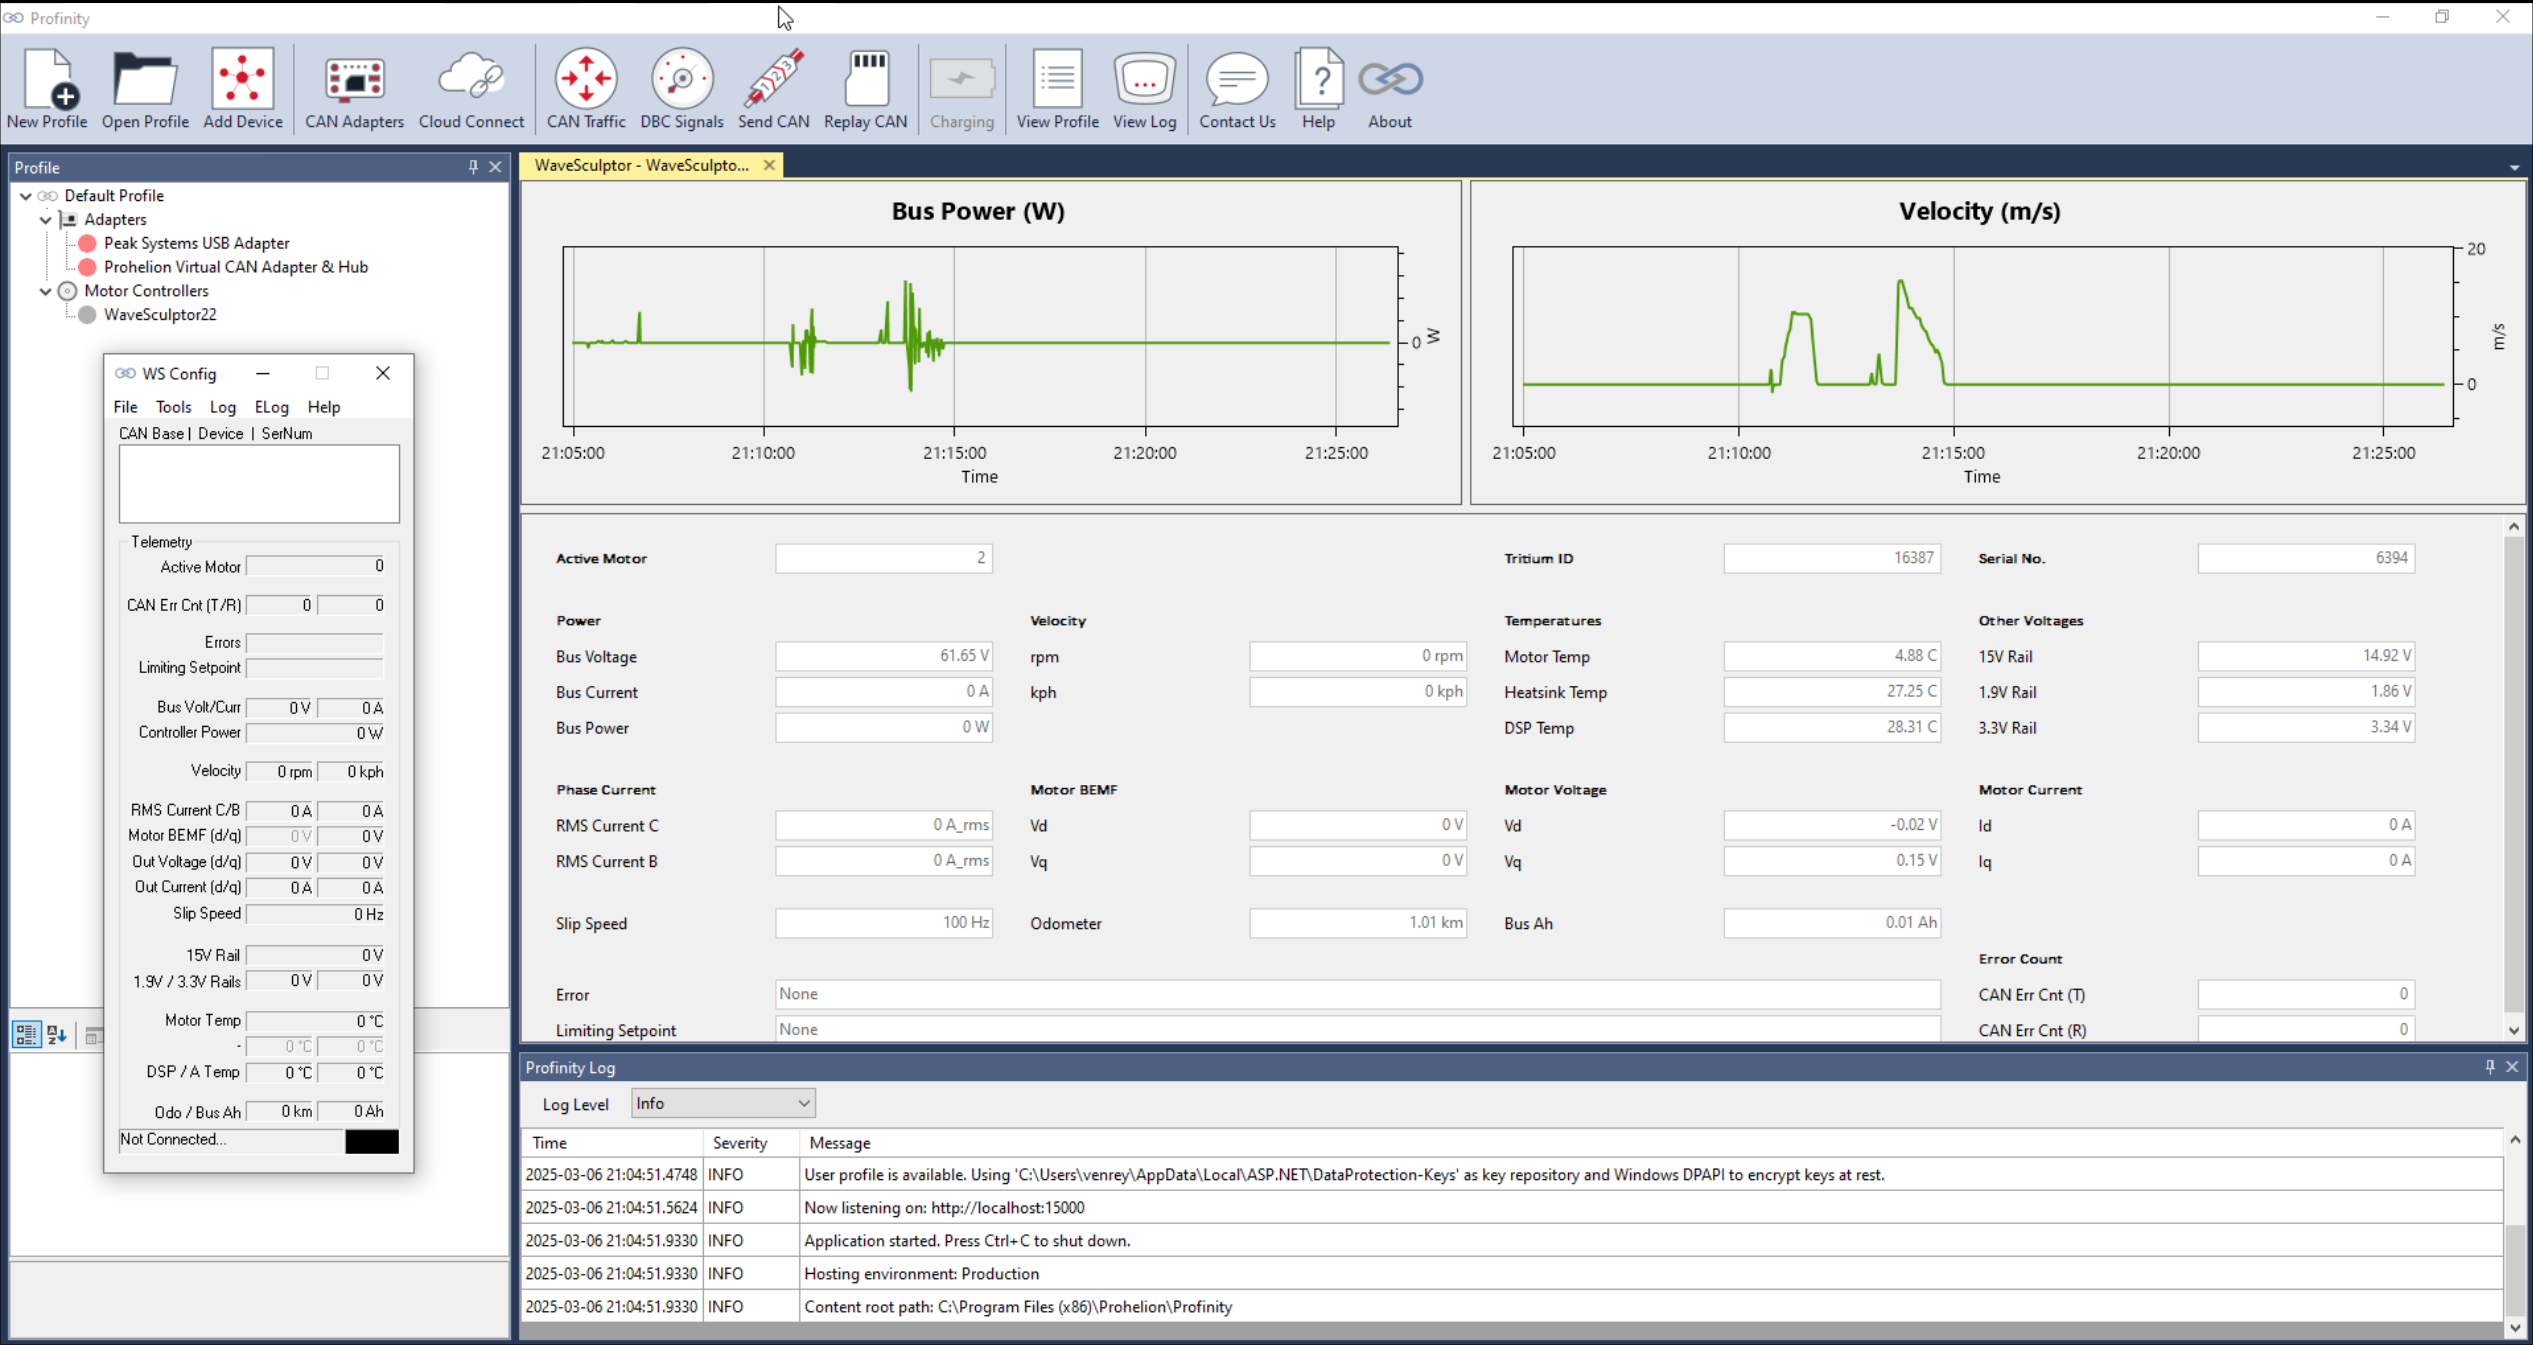 Profinity
New Profile Open Profile Add Device CAN Adapters Cloud Connect CAN Traffic DBC Signals Send CAN Replay CAN Charging View Profile View Log Contact Us Help About
Profile
Default Profile
Adapters
Peak Systems USB Adapter
Prohelion Virtual CAN Adapter & Hub
Motor Controllers
WaveSculptor22
WS Config
File Tools Log ELog Help
CAN Base | Device | SerNum
Telemetry
Active Motor 0
CAN Err Cnt (T/R) 0 0
Errors
Limiting Setpoint
Bus Volt/Curr 0 V 0 A
Controller Power 0 W
Velocity 0 rpm 0 kph
RMS Current C/B 0 A 0 A
Motor BEMF (d/q) 0 V 0 V
Out Voltage (d/q) 0 V 0 V
Out Current (d/q) 0 A 0 A
Slip Speed 0 Hz
15V Rail 0 V
1.9V / 3.3V Rails 0 V 0 V
Motor Temp 0 °C
- 0 °C 0 °C
DSP / A Temp 0 °C 0 °C
Odo / Bus Ah 0 km 0 Ah
Not Connected...
WaveSculptor - WaveSculpto...
Bus Power (W)
0
W
21:05:00 21:10:00 21:15:00 21:20:00 21:25:00
Time
Velocity (m/s)
20
0
m/s
21:05:00 21:10:00 21:15:00 21:20:00 21:25:00
Time
Active Motor 2 Tritium ID 16387 Serial No. 6394
Power Velocity Temperatures Other Voltages
Bus Voltage 61.65 V rpm 0 rpm Motor Temp 4.88 C 15V Rail 14.92 V
Bus Current 0 A kph 0 kph Heatsink Temp 27.25 C 1.9V Rail 1.86 V
Bus Power 0 W DSP Temp 28.31 C 3.3V Rail 3.34 V
Phase Current Motor BEMF Motor Voltage Motor Current
RMS Current C 0 A_rms Vd 0 V Vd -0.02 V Id 0 A
RMS Current B 0 A_rms Vq 0 V Vq 0.15 V Iq 0 A
Slip Speed 100 Hz Odometer 1.01 km Bus Ah 0.01 Ah
Error Count
Error None CAN Err Cnt (T) 0
Limiting Setpoint None CAN Err Cnt (R) 0
Profinity Log
Log Level Info
Time Severity Message
2025-03-06 21:04:51.4748 INFO User profile is available. Using 'C:\Users\venrey\AppData\Local\ASP.NET\DataProtection-Keys' as key repository and Windows DPAPI to encrypt keys at rest.
2025-03-06 21:04:51.5624 INFO Now listening on: http://localhost:15000
2025-03-06 21:04:51.9330 INFO Application started. Press Ctrl+C to shut down.
2025-03-06 21:04:51.9330 INFO Hosting environment: Production
2025-03-06 21:04:51.9330 INFO Content root path: C:\Program Files (x86)\Prohelion\Profinity